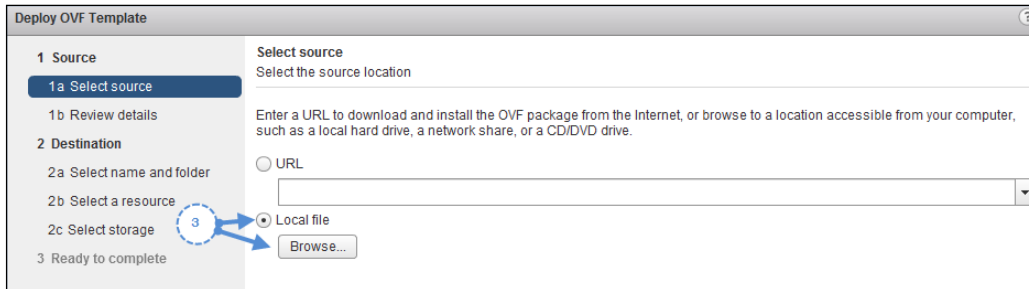 Deploy OVF Template
?
1 Source
1a Select source
1b Review details
2 Destination
2a Select name and folder
2b Select a resource
2c Select storage
3 Ready to complete
Select source
Select the source location
Enter a URL to download and install the OVF package from the Internet, or browse to a location accessible from your computer,
such as a local hard drive, a network share, or a CD/DVD drive.
URL
3
Local file
Browse...